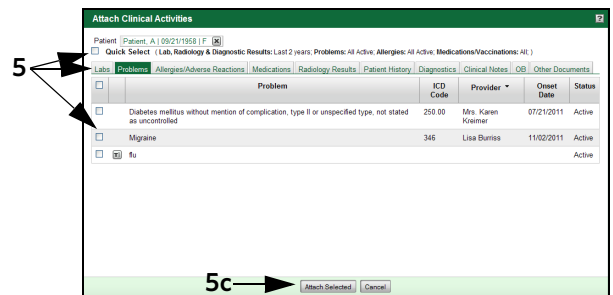 Attach Clinical Activities ?
Patient Patient, A | 09/21/1958 | F X
Quick Select ( Lab, Radiology & Diagnostic Results: Last 2 years; Problems: All Active; Allergies: All Active; Medications/Vaccinations: All; )
5
Labs Problems Allergies/Adverse Reactions Medications Radiology Results Patient History Diagnostics Clinical Notes OB Other Documents
Problem ICD Code Provider Onset Date Status
Diabetes mellitus without mention of complication, type II or unspecified type, not stated as uncontrolled 250.00 Mrs. Karen Kreimer 07/21/2011 Active
Migraine 346 Lisa Burriss 11/02/2011 Active
flu Active
5c Attach Selected Cancel